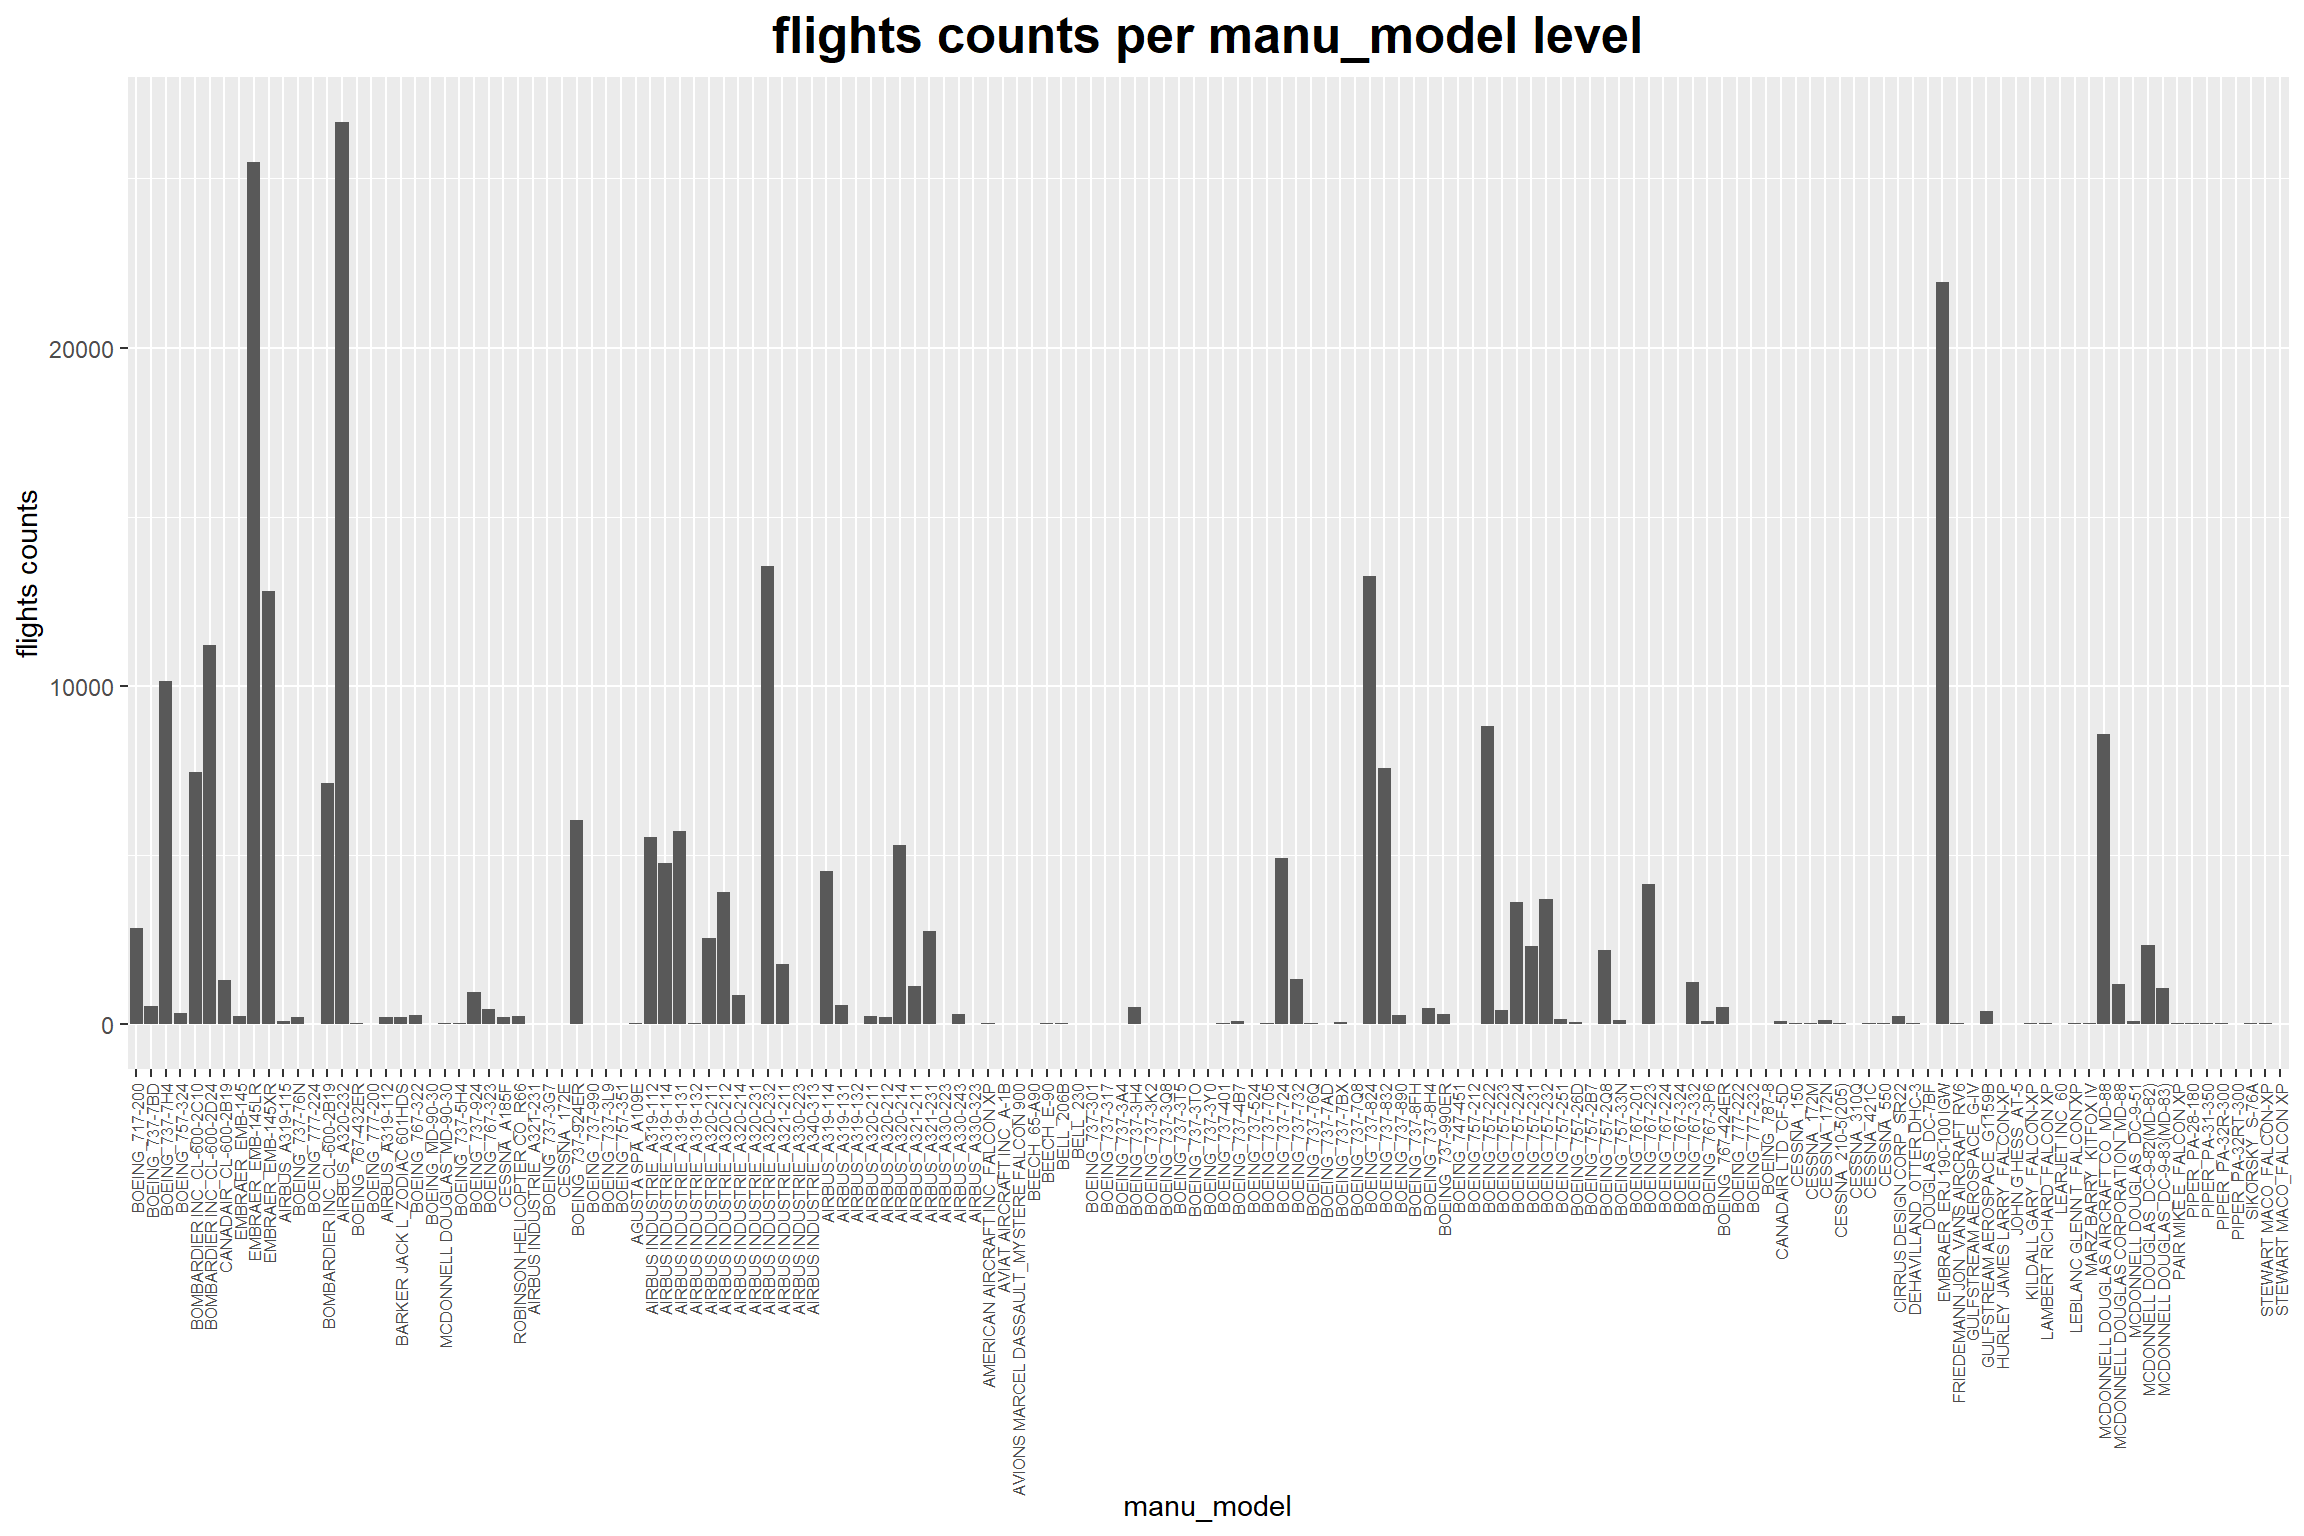 flights counts per manu_model level
flights counts
20000
10000
0
BOEING_717-200
BOEING_737-7BD
BOEING_737-7H4
BOEING_757-324
BOMBARDIER INC_CL-600-2C10
BOMBARDIER INC_CL-600-2D24
CANADAIR_CL-600-2B19
EMBRAER_EMB-145
EMBRAER_EMB-145LR
EMBRAER_EMB-145XR
AIRBUS_A319-115
BOEING_737-76N
BOEING_777-224
BOMBARDIER INC_CL-600-2B19
AIRBUS_A320-232
BOEING_767-432ER
BOEING_777-200
AIRBUS_A319-112
BARKER JACK L_ZODIAC 601HDS
BOEING_767-322
BOEING_MD-90-30
MCDONNELL DOUGLAS_MD-90-30
BOEING_737-5H4
BOEING_737-924
BOEING_767-323
CESSNA_A185F
ROBINSON HELICOPTER CO_R66
AIRBUS INDUSTRIE_A321-231
BOEING_737-3G7
CESSNA_172E
BOEING_737-924ER
BOEING_737-990
BOEING_737-3L9
BOEING_757-351
AGUSTA SPA_A109E
AIRBUS INDUSTRIE_A319-112
AIRBUS INDUSTRIE_A319-114
AIRBUS INDUSTRIE_A319-131
AIRBUS INDUSTRIE_A319-132
AIRBUS INDUSTRIE_A320-211
AIRBUS INDUSTRIE_A320-212
AIRBUS INDUSTRIE_A320-214
AIRBUS INDUSTRIE_A320-231
AIRBUS INDUSTRIE_A320-232
AIRBUS INDUSTRIE_A321-211
AIRBUS INDUSTRIE_A330-223
AIRBUS INDUSTRIE_A340-313
AIRBUS_A319-114
AIRBUS_A319-131
AIRBUS_A319-132
AIRBUS_A320-211
AIRBUS_A320-212
AIRBUS_A320-214
AIRBUS_A321-211
AIRBUS_A321-231
AIRBUS_A330-223
AIRBUS_A330-243
AIRBUS_A330-323
AMERICAN AIRCRAFT INC_FALCON XP
AVIAT AIRCRAFT INC_A-1B
AVIONS MARCEL DASSAULT_MYSTERE FALCON 900
BEECH_65-A90
BEECH_E-90
BELL_206B
BELL_230
BOEING_737-301
BOEING_737-317
BOEING_737-3A4
BOEING_737-3H4
BOEING_737-3K2
BOEING_737-3Q8
BOEING_737-3T5
BOEING_737-3TO
BOEING_737-3Y0
BOEING_737-401
BOEING_737-4B7
BOEING_737-524
BOEING_737-705
BOEING_737-724
BOEING_737-732
BOEING_737-76Q
BOEING_737-7AD
BOEING_737-7BX
BOEING_737-7Q8
BOEING_737-824
BOEING_737-832
BOEING_737-890
BOEING_737-8FH
BOEING_737-8H4
BOEING_737-990ER
BOEING_747-451
BOEING_757-212
BOEING_757-222
BOEING_757-223
BOEING_757-224
BOEING_757-231
BOEING_757-232
BOEING_757-251
BOEING_757-26D
BOEING_757-2B7
BOEING_757-2Q8
BOEING_757-33N
BOEING_767-201
BOEING_767-223
BOEING_767-224
BOEING_767-324
BOEING_767-332
BOEING_767-3P6
BOEING_767-424ER
BOEING_777-222
BOEING_777-232
BOEING_787-8
CANADAIR LTD_CF-5D
CESSNA_150
CESSNA_172M
CESSNA_172N
CESSNA_210-5(205)
CESSNA_310Q
CESSNA_421C
CESSNA_550
CIRRUS DESIGN CORP_SR22
DEHAVILLAND_OTTER DHC-3
DOUGLAS_DC-7BF
EMBRAER_ERJ 190-100 IGW
FRIEDEMANN JON_VANS AIRCRAFT RV6
GULFSTREAM AEROSPACE_G-IV
GULFSTREAM AEROSPACE_G1159B
HURLEY JAMES LARRY_FALCON-XP
JOHN G HESS_AT-5
KILDALL GARY_FALCON-XP
LAMBERT RICHARD_FALCON XP
LEARJET INC_60
LEBLANC GLENN T_FALCON XP
MARZ BARRY_KITFOX IV
MCDONNELL DOUGLAS AIRCRAFT CO_MD-88
MCDONNELL DOUGLAS CORPORATION_MD-88
MCDONNELL DOUGLAS_DC-9-51
MCDONNELL DOUGLAS_DC-9-82(MD-82)
MCDONNELL DOUGLAS_DC-9-83(MD-83)
PAIR MIKE E_FALCON XP
PIPER_PA-28-180
PIPER_PA-31-350
PIPER_PA-32R-300
PIPER_PA-32RT-300
SIKORSKY_S-76A
STEWART MACO_FALCON-XP
STEWART MACO_FALCON XP
manu_model